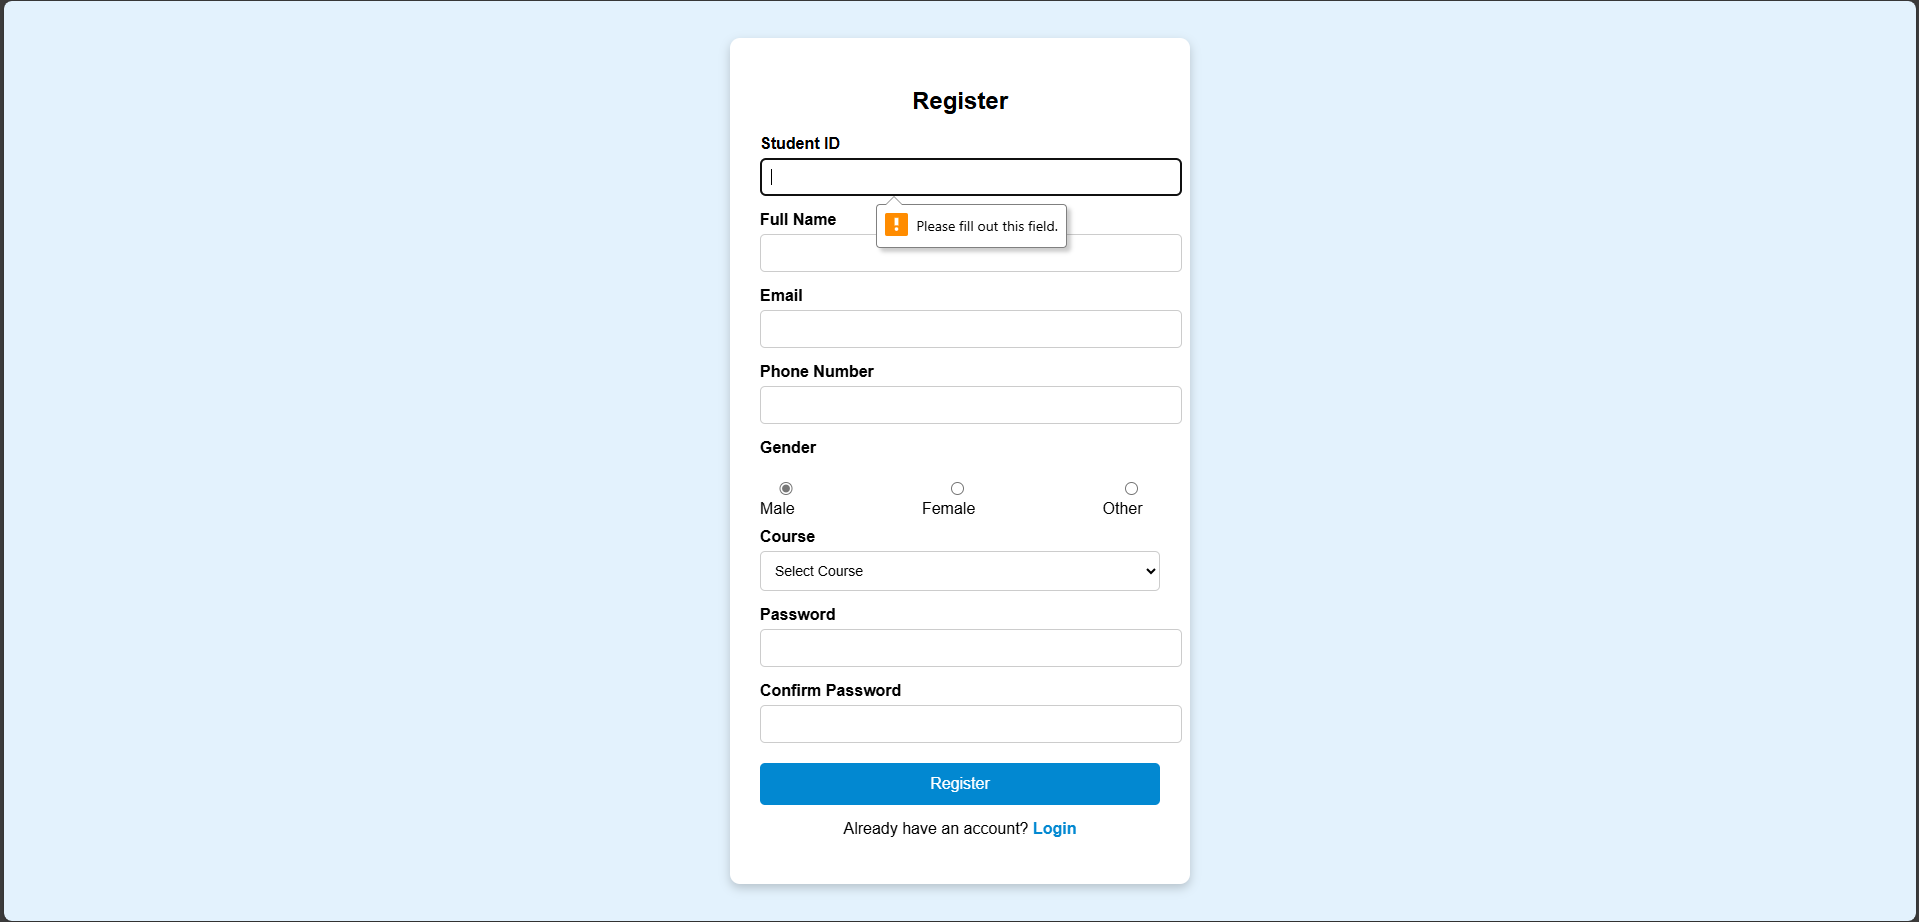 Register
Student ID
Please fill out this field.
Full Name
Email
Phone Number
Gender
Male Female Other
Course
Select Course
Password
Confirm Password
Register
Already have an account? Login